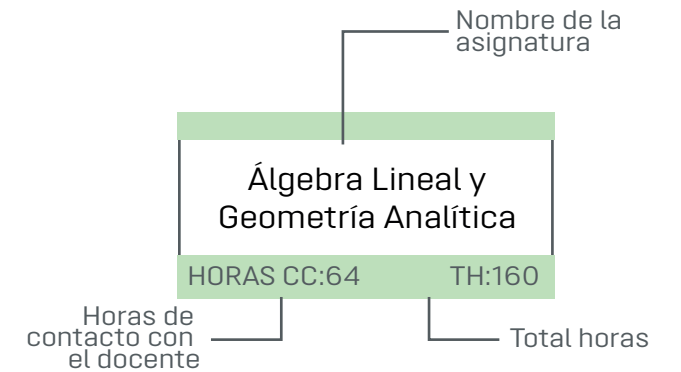 Nombre de la
asignatura
Álgebra Lineal y
Geometría Analítica
HORAS CC:64 TH:160
Horas de
contacto con
el docente
Total horas